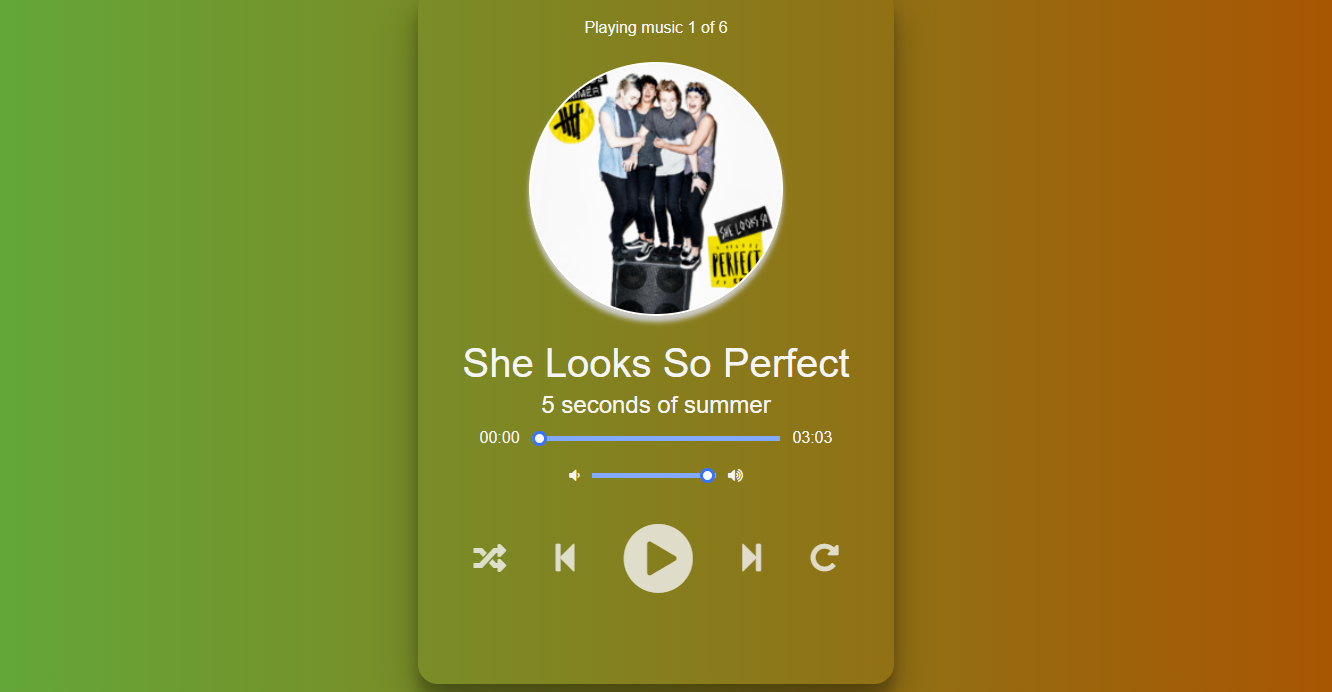 Playing music 1 of 6
SHE LOOKS SO
PERFECT
She Looks So Perfect
5 seconds of summer
00:00
03:03